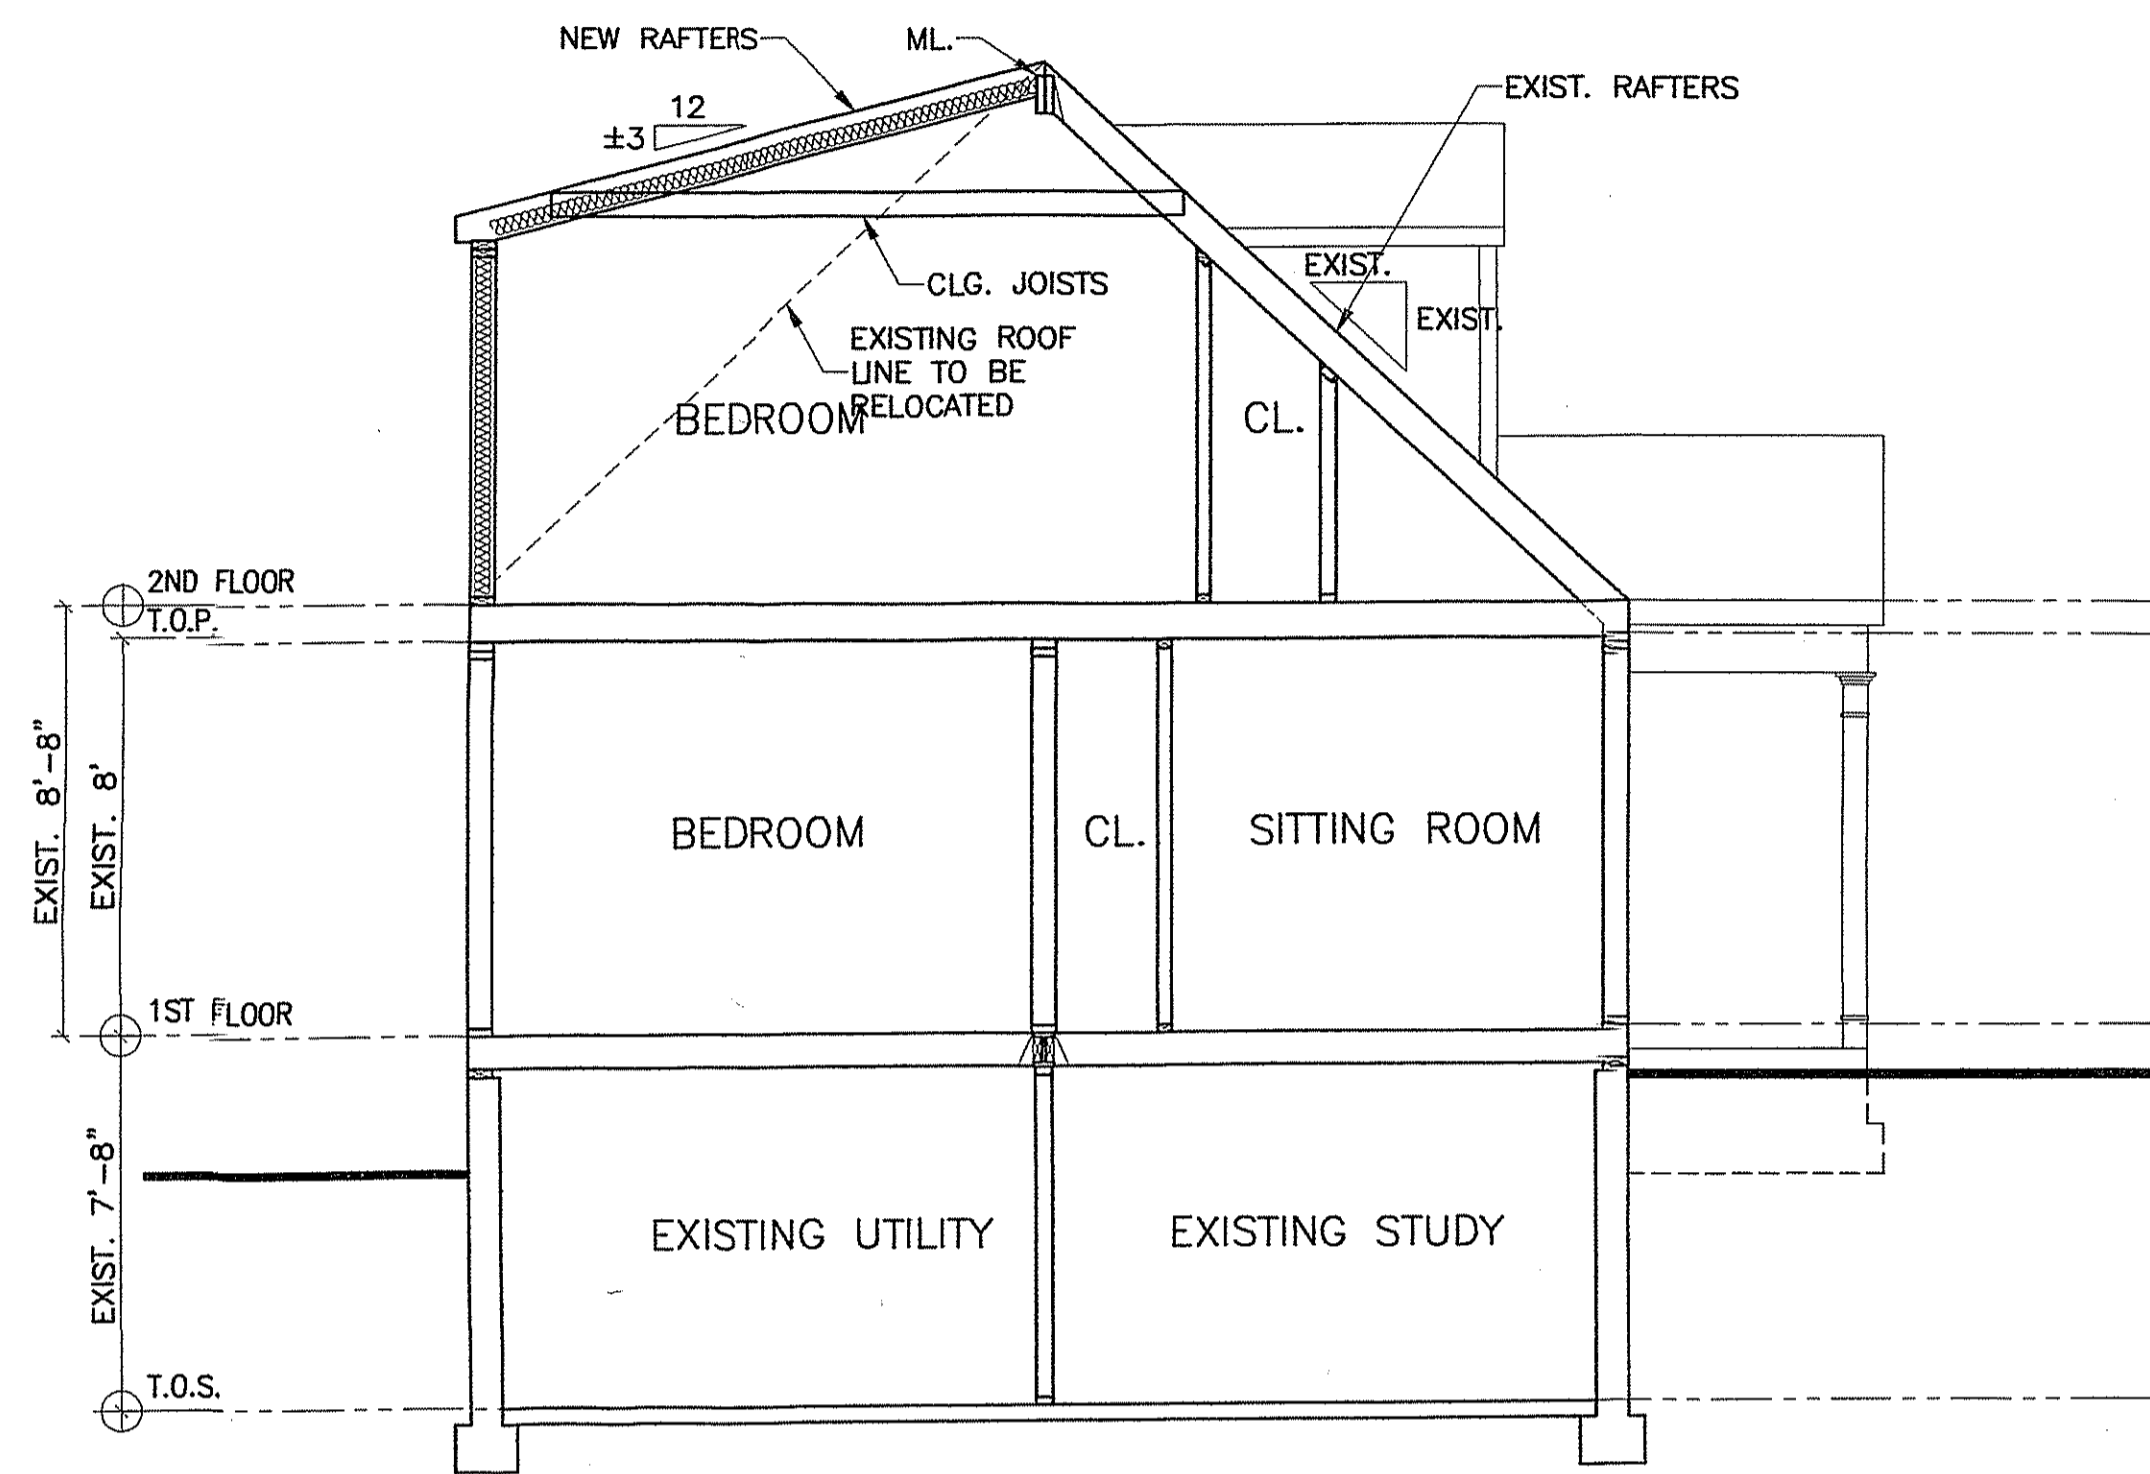 NEW RAFTERS
ML.
EXIST. RAFTERS
12
±3
CLG. JOISTS
EXIST.
EXIST.
EXISTING ROOF
LINE TO BE
RELOCATED
BEDROOM
CL.
2ND FLOOR
T.O.P.
EXIST. 8'-8"
EXIST. 8'
BEDROOM
CL.
SITTING ROOM
1ST FLOOR
EXIST. 7'-8"
EXISTING UTILITY
EXISTING STUDY
T.O.S.